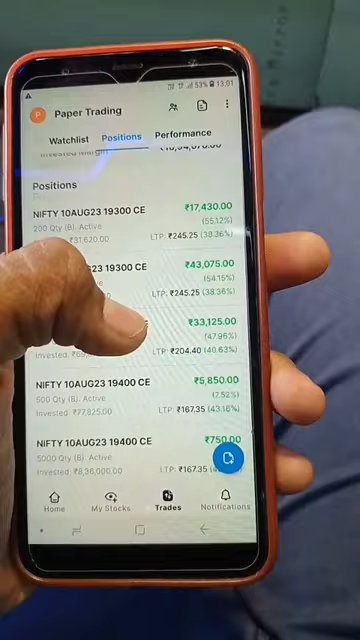 53% 13:01
P Paper Trading
Watchlist Positions Performance
Positions
NIFTY 10AUG23 19300 CE ₹17,430.00
200 Qty (B). Active (55.12%)
₹31,620.00 LTP: ₹245.25 (38.36%)
19300 CE ₹43,075.00
Active (54.15%)
LTP: ₹245.25 (38.36%)
₹33,125.00
(47.96%)
Invested: LTP: ₹204.40 (40.63%)
NIFTY 10AUG23 19400 CE ₹5,850.00
500 Qty (B). Active (7.52%)
Invested: ₹77,825.00 LTP: ₹167.35 (43.16%)
NIFTY 10AUG23 19400 CE ₹750.00
5000 Qty (B). Active
Invested: ₹8,36,000.00 LTP: ₹167.35
Home My Stocks Trades Notifications